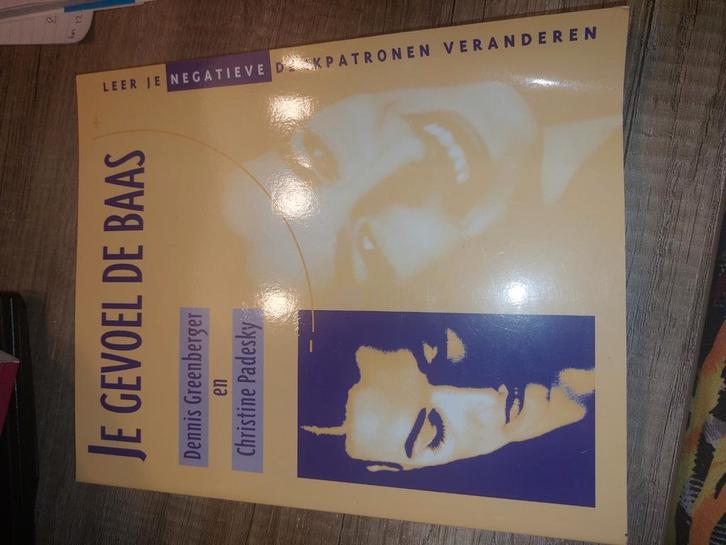 LEER JE NEGATIEVE DENKPATRONEN VERANDEREN
JE GEVOEL DE BAAS
Dennis Greenberger
en
Christine Padesky